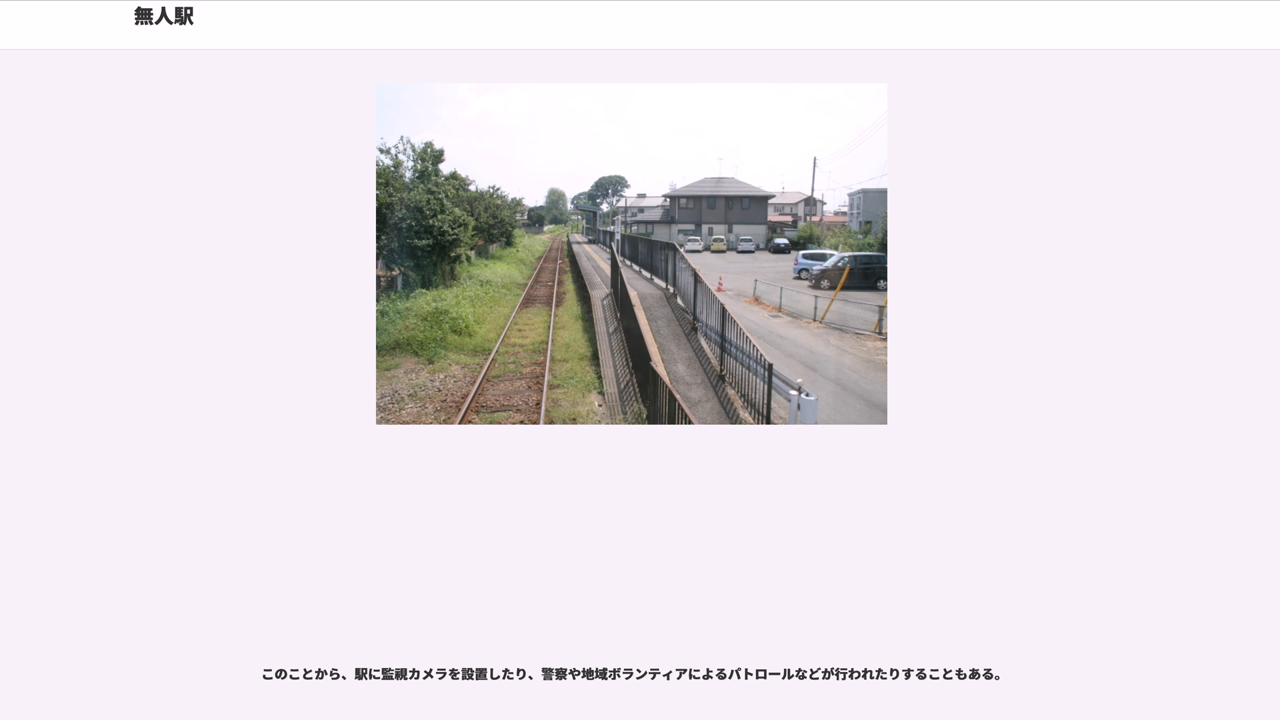 無人駅
このことから、駅に監視カメラを設置したり、警察や地域ボランティアによるパトロールなどが行われたりすることもある。